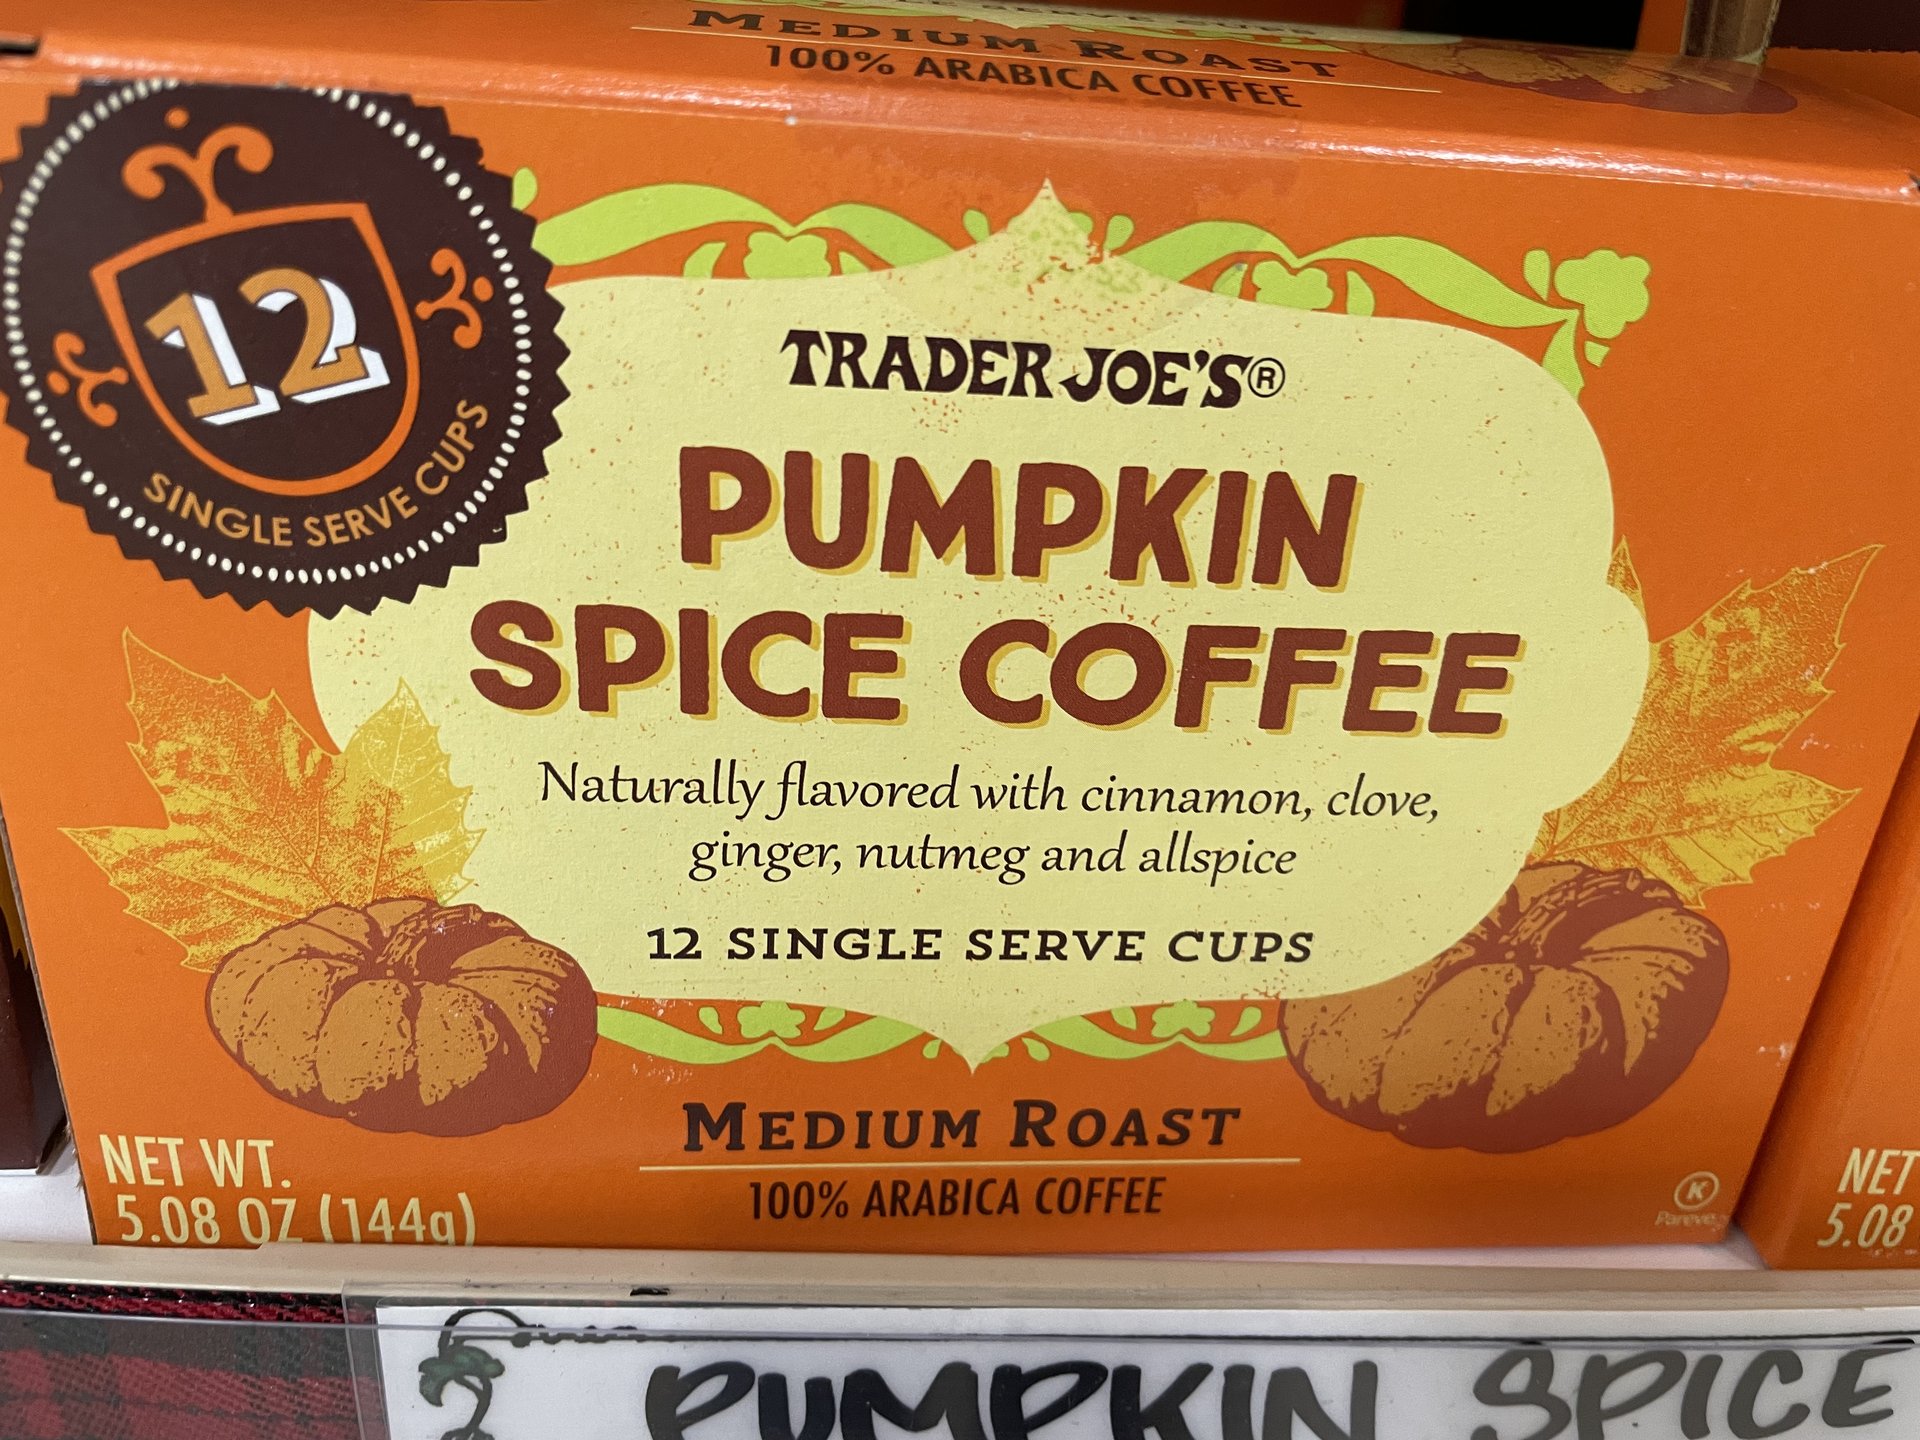 MEDIUM ROAST
100% ARABICA COFFEE
12
SINGLE SERVE CUPS
TRADER JOE'S®
PUMPKIN
SPICE COFFEE
Naturally flavored with cinnamon, clove,
ginger, nutmeg and allspice
12 SINGLE SERVE CUPS
MEDIUM ROAST
100% ARABICA COFFEE
NET WT.
5.08 OZ (144g)
K
Pareve
NET
5.08
PUMPKIN SPICE